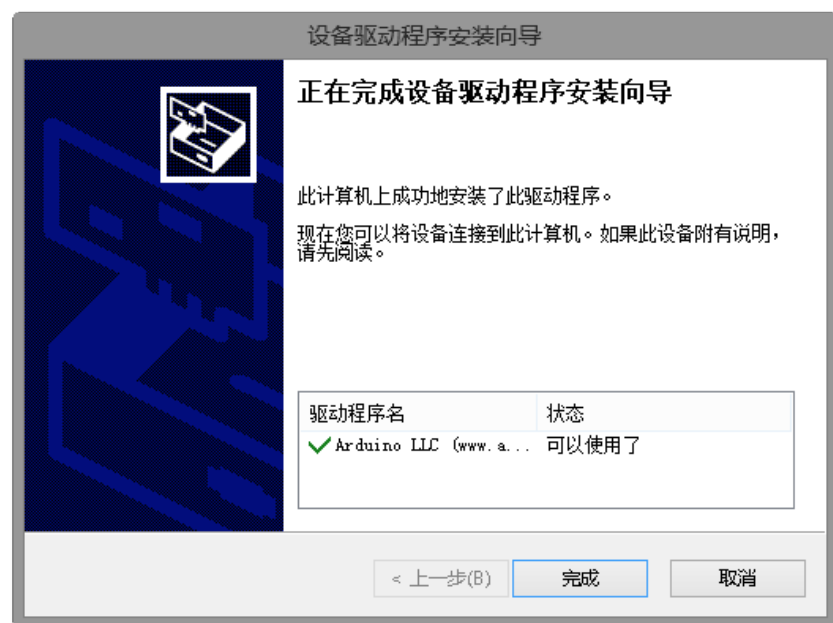 设备驱动程序安装向导
正在完成设备驱动程序安装向导
此计算机上成功地安装了此驱动程序。
现在您可以将设备连接到此计算机。如果此设备附有说明，
请先阅读。
驱动程序名 状态
Arduino LLC (www.a... 可以使用了
< 上一步(B) 完成 取消